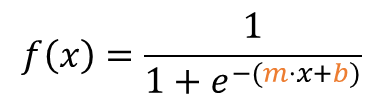 f(x) = 1 / (1 + e^−(m·x+b))